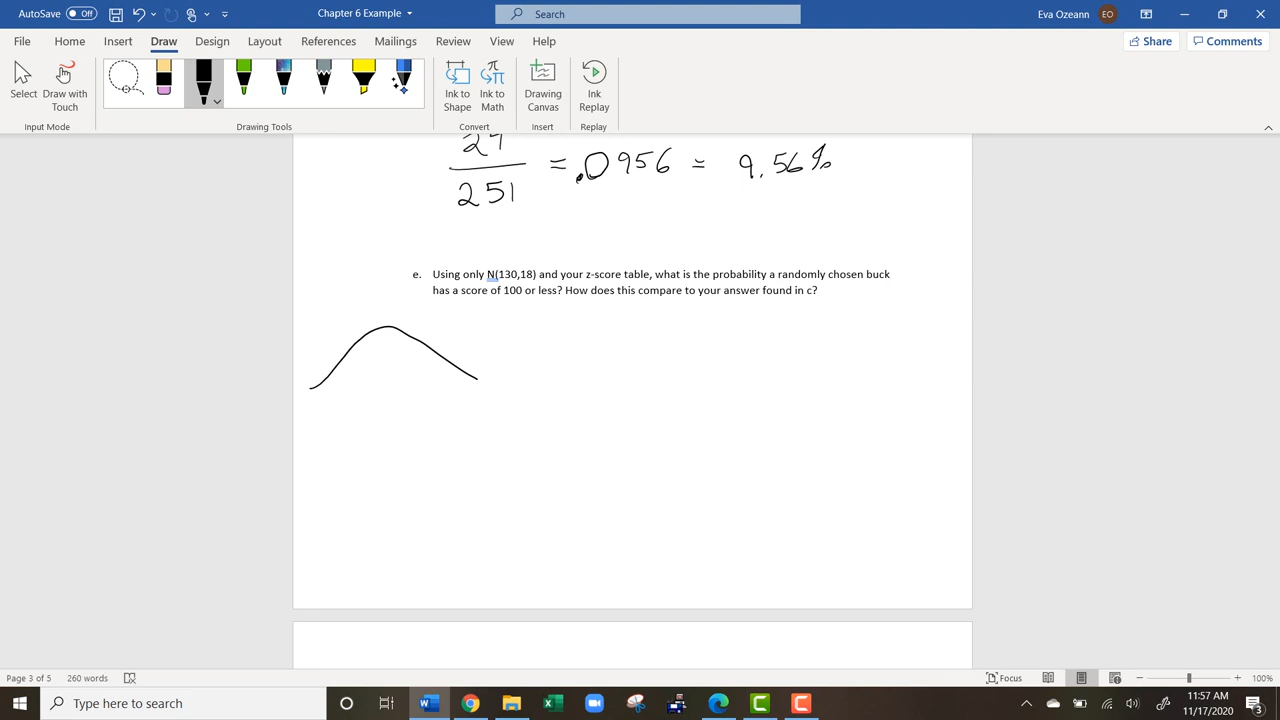 AutoSave Off
Chapter 6 Example
Search
Eva Ozeann EO
File Home Insert Draw Design Layout References Mailings Review View Help
Share Comments
Select
Draw with Touch
Ink to Shape
Ink to Math
Drawing Canvas
Ink Replay
Input Mode Drawing Tools Convert Insert Replay
24
251
= .0956 = 9.56%
e. Using only N(130,18) and your z-score table, what is the probability a randomly chosen buck
has a score of 100 or less? How does this compare to your answer found in c?
Page 3 of 5 260 words Focus 100%
Type here to search
11:57 AM
11/17/2020
3